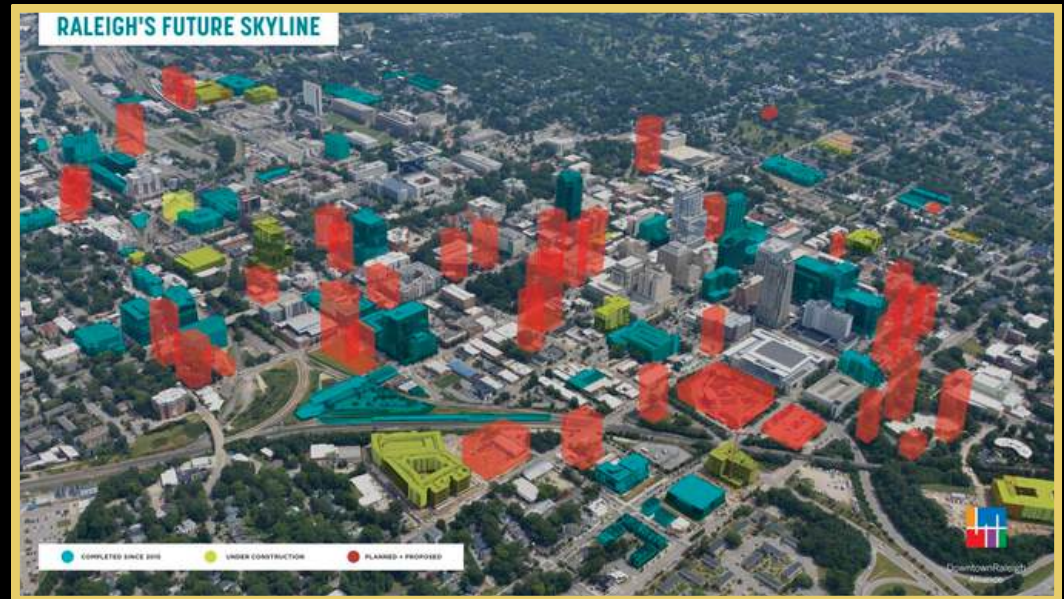 RALEIGH'S FUTURE SKYLINE
COMPLETED SINCE 2015
UNDER CONSTRUCTION
PLANNED + PROPOSED
DowntownRaleigh
Alliance